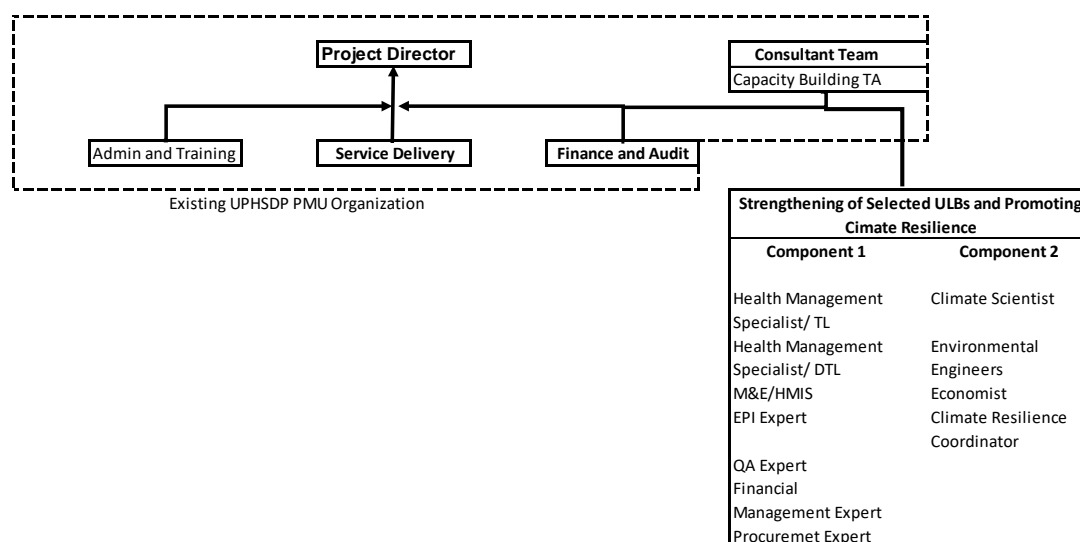 Project Director
Consultant Team
Capacity Building TA
Admin and Training
Service Delivery
Finance and Audit
Existing UPHSDP PMU Organization
Strengthening of Selected ULBs and Promoting
Cimate Resilience
Component 1
Component 2
Health Management
Specialist/ TL
Health Management
Specialist/ DTL
M&E/HMIS
EPI Expert
QA Expert
Financial
Management Expert
Procuremet Expert
Climate Scientist
Environmental
Engineers
Economist
Climate Resilience
Coordinator